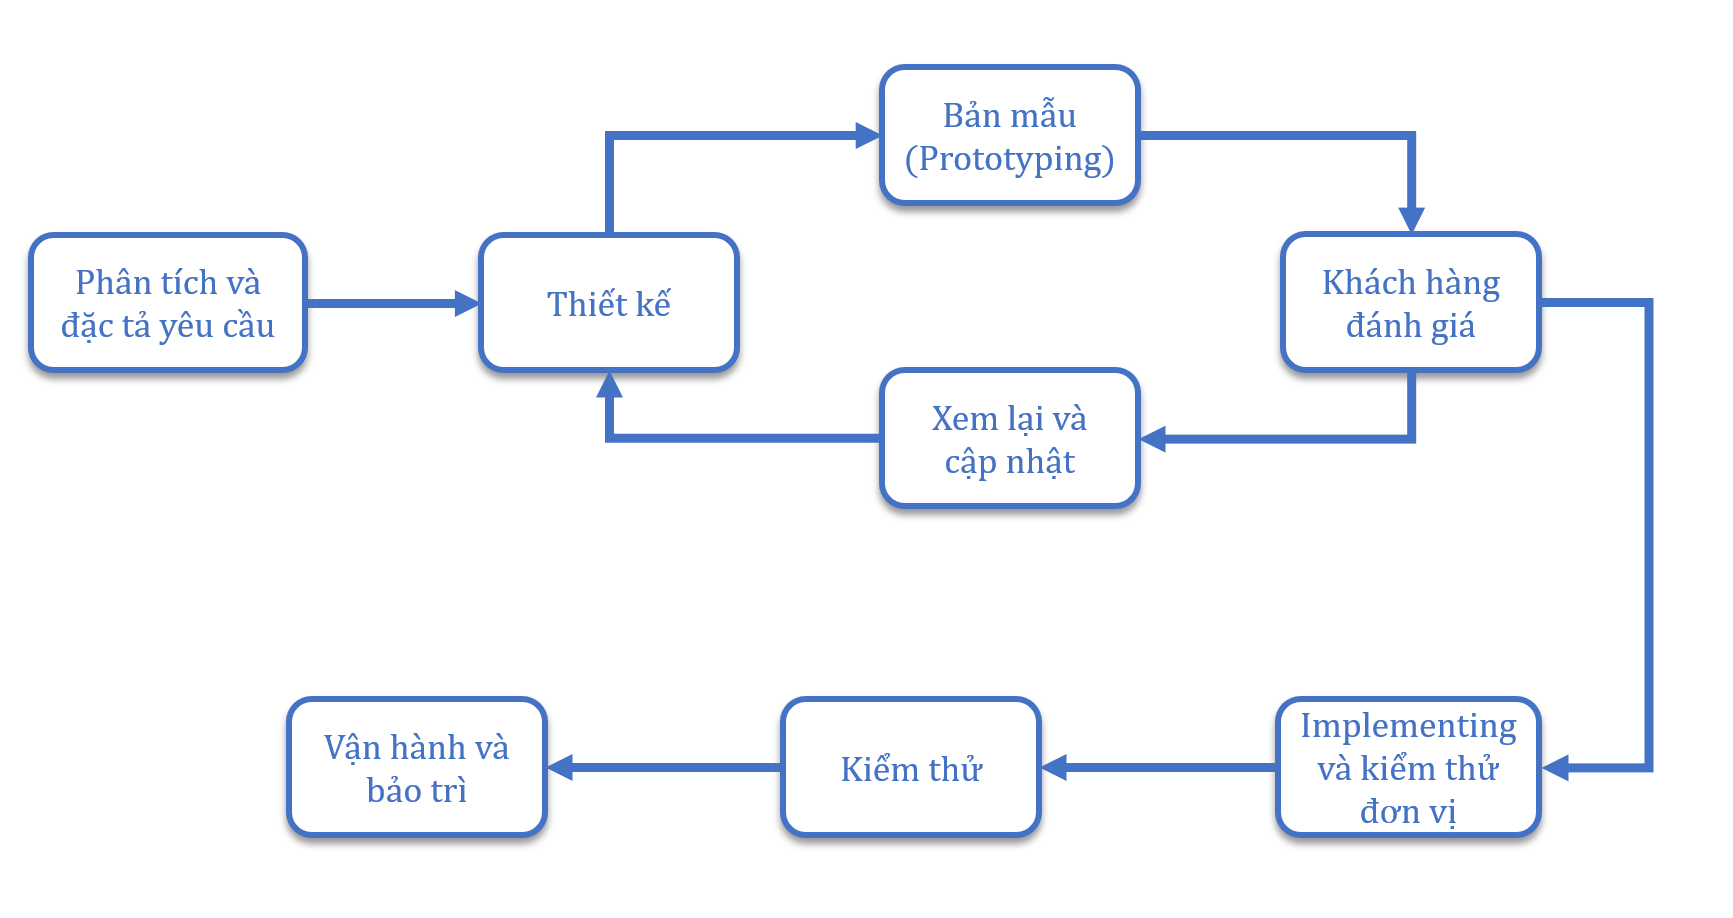 Bản mẫu
(Prototyping)
Phân tích và
đặc tả yêu cầu
Thiết kế
Khách hàng
đánh giá
Xem lại và
cập nhật
Vận hành và
bảo trì
Kiểm thử
Implementing
và kiểm thử
đơn vị